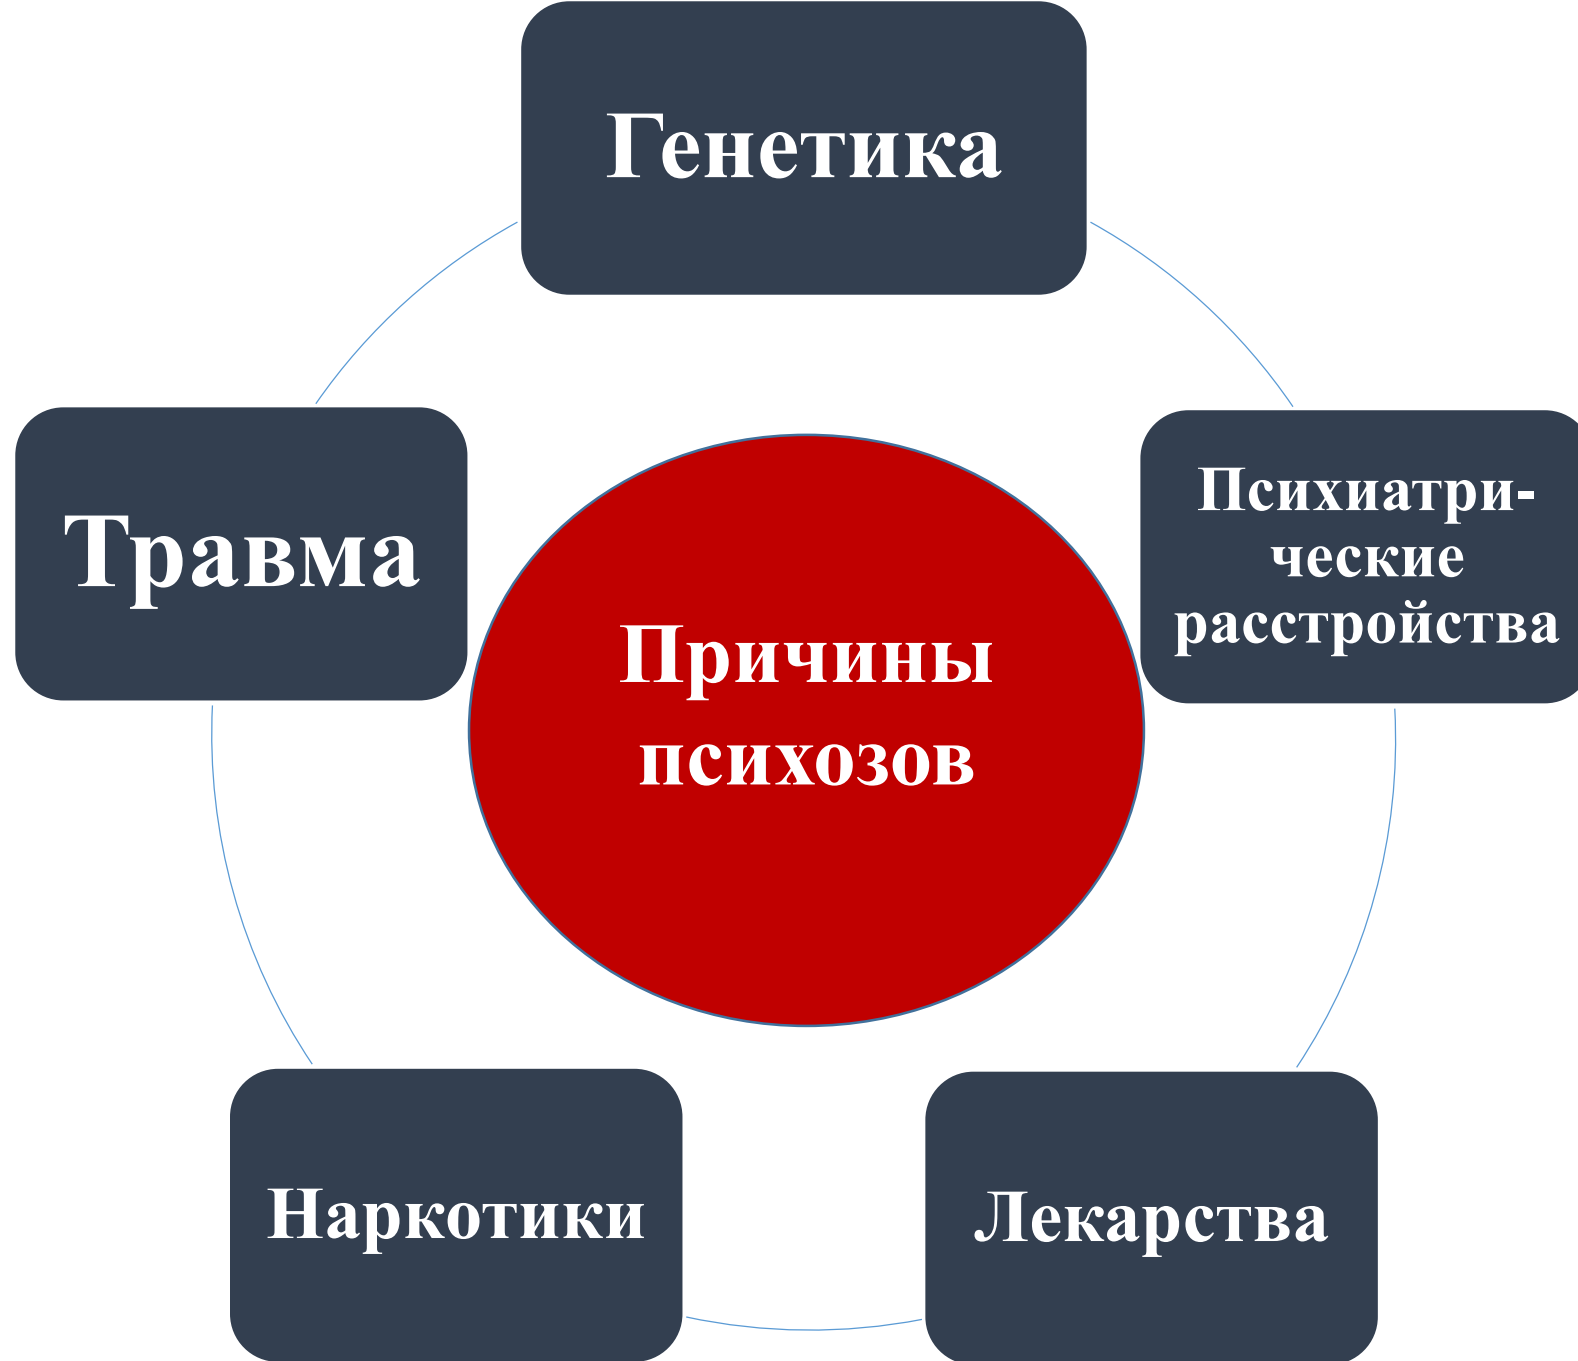 Генетика
Психиатри-
ческие
расстройства
Лекарства
Наркотики
Травма
Причины
психозов